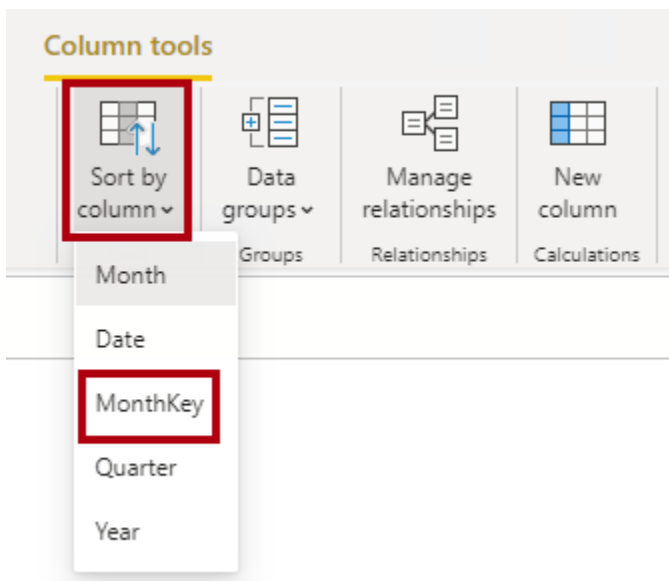 Column tools
Sort by
column
Data
groups
Manage
relationships
New
column
Groups
Relationships
Calculations
Month
Date
MonthKey
Quarter
Year